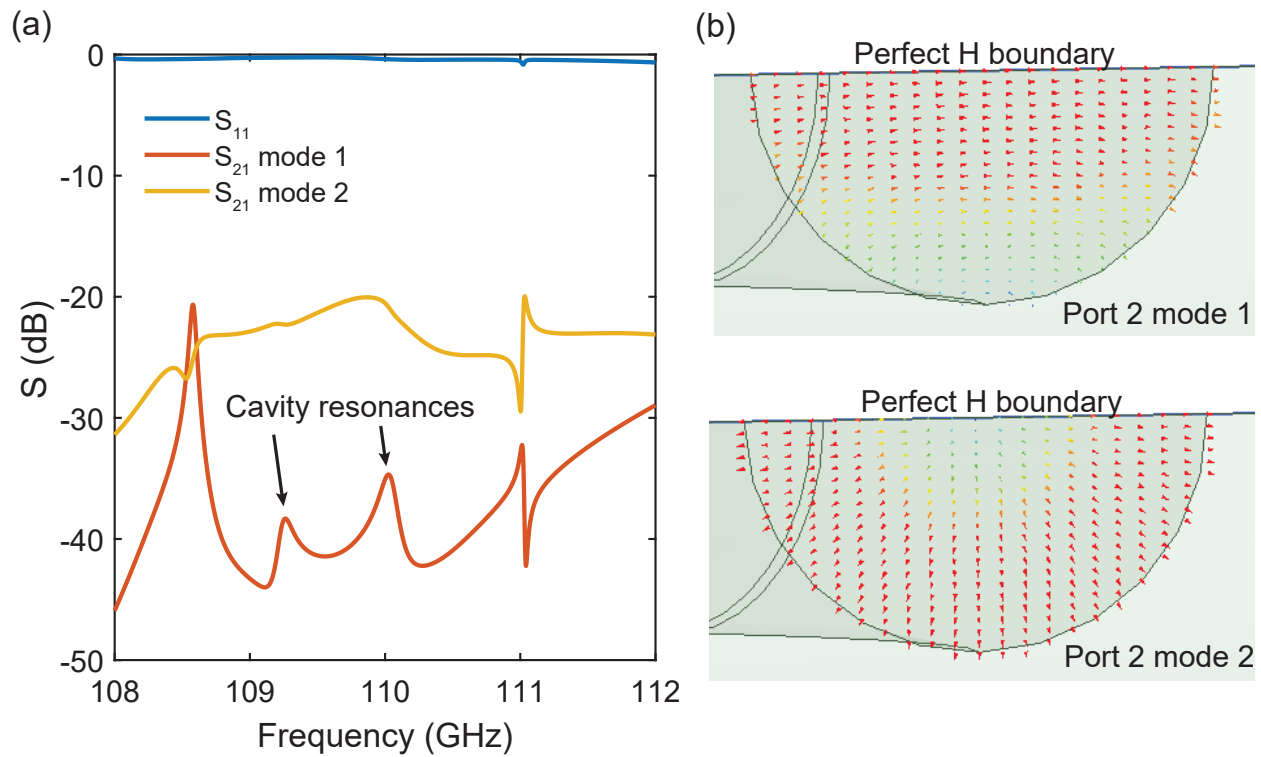 (a)
S (dB)
0
-10
-20
-30
-40
-50
S₁₁
S₂₁ mode 1
S₂₁ mode 2
Cavity resonances
108
109
110
111
112
Frequency (GHz)
(b)
Perfect H boundary
Port 2 mode 1
Perfect H boundary
Port 2 mode 2